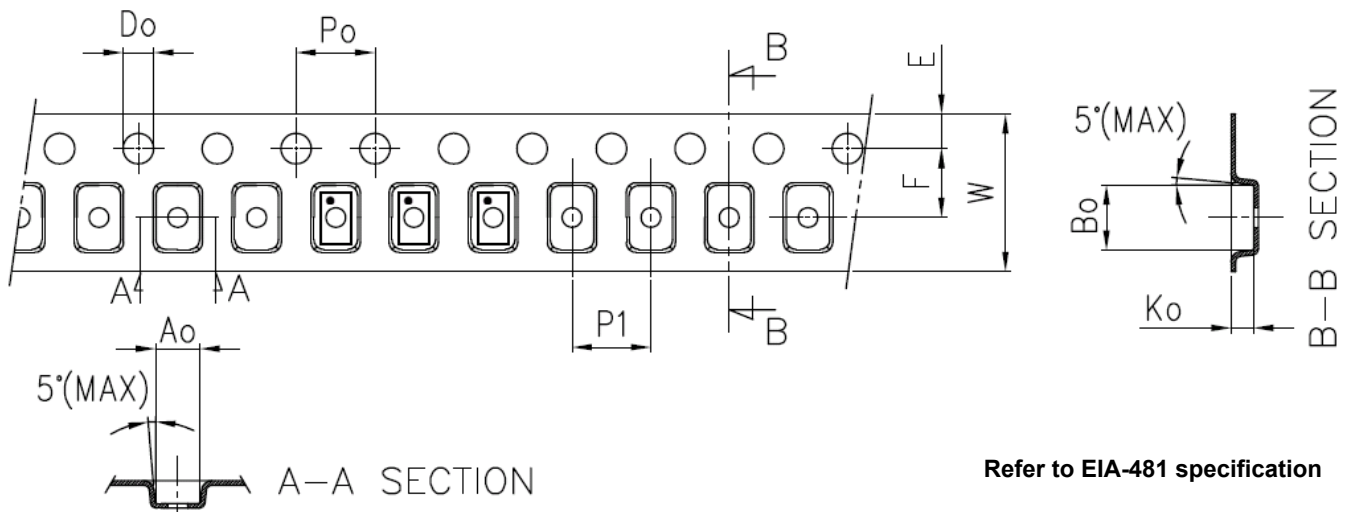 Do
Po
B
E
5°(MAX)
F
W
Bo
B-B SECTION
A
A
Ko
P1
B
Ao
5°(MAX)
A-A SECTION
Refer to EIA-481 specification